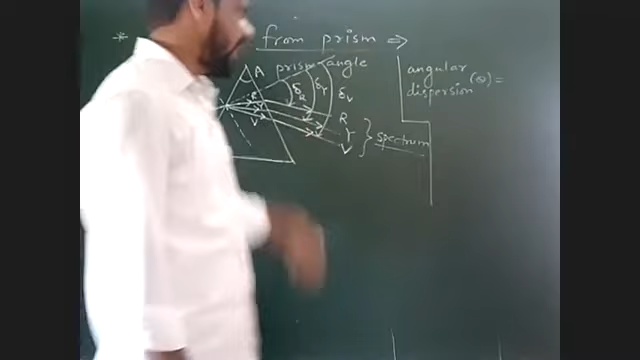 * from prism ⇒
A prism angle
δR δY δV
R Y V
R
Y } spectrum
V
angular
dispersion (θ) =